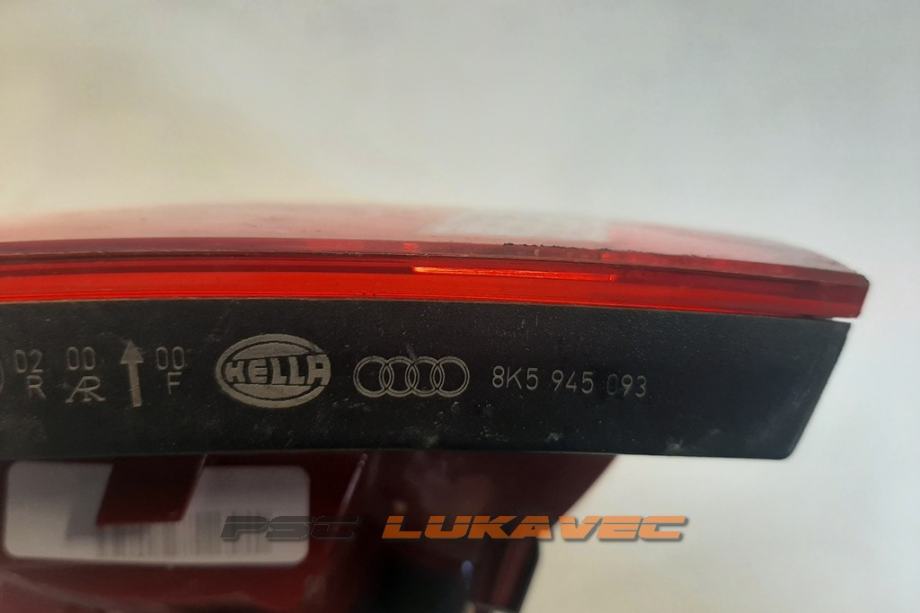 02 00 00
R AR F
HELLA
8K5 945 093
PSC LUKAVEC